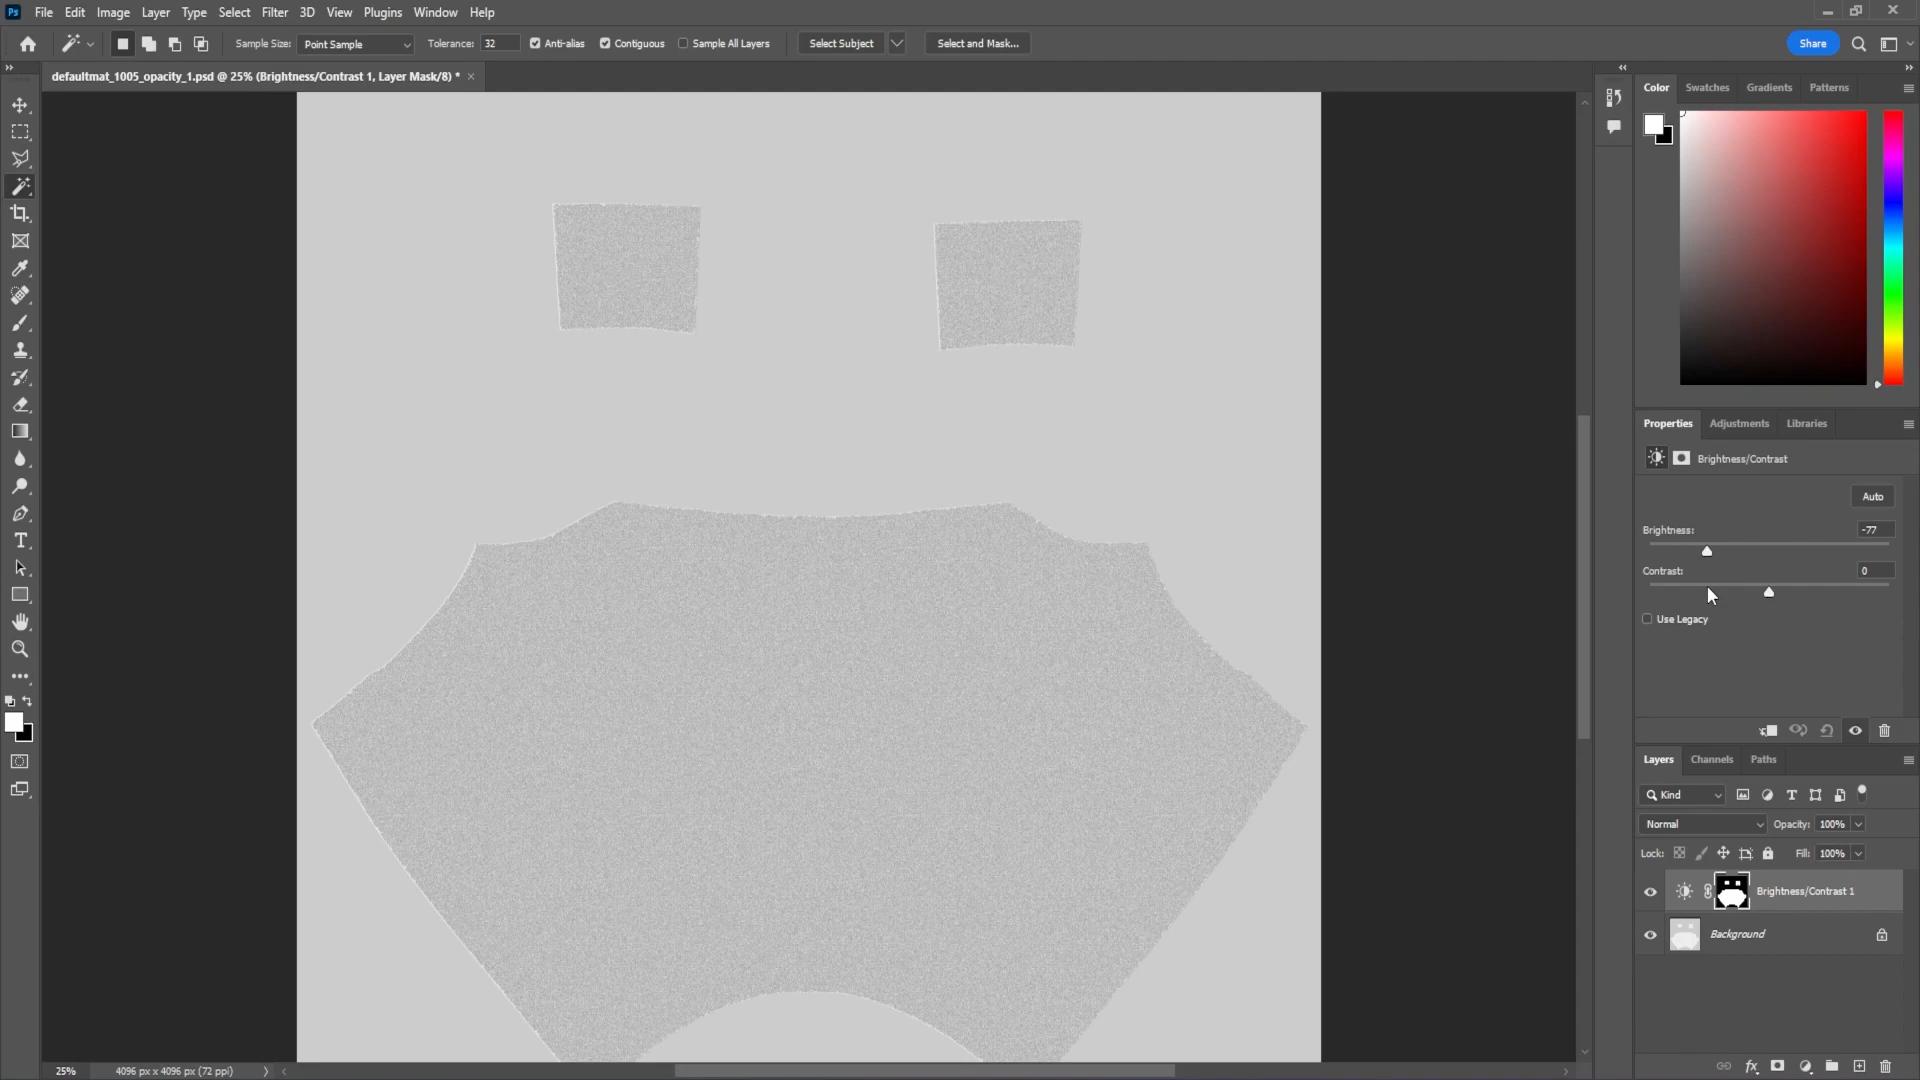 Ps File Edit Image Layer Type Select Filter 3D View Plugins Window Help
Sample Size: Point Sample Tolerance: 32 Anti-alias Contiguous Sample All Layers Select Subject Select and Mask... Share
defaultmat_1005_opacity_1.psd @ 25% (Brightness/Contrast 1, Layer Mask/8) * ×
Color Swatches Gradients Patterns
Properties Adjustments Libraries
Brightness/Contrast
Auto
Brightness: -77
Contrast: 0
Use Legacy
Layers Channels Paths
Kind
Normal Opacity: 100%
Lock: Fill: 100%
Brightness/Contrast 1
Background
25% 4096 px x 4096 px (72 ppi)